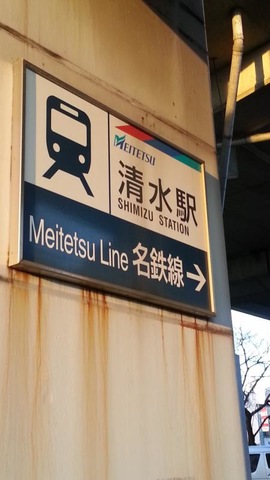 MEITETSU
清水駅
SHIMIZU STATION
Meitetsu Line 名鉄線→